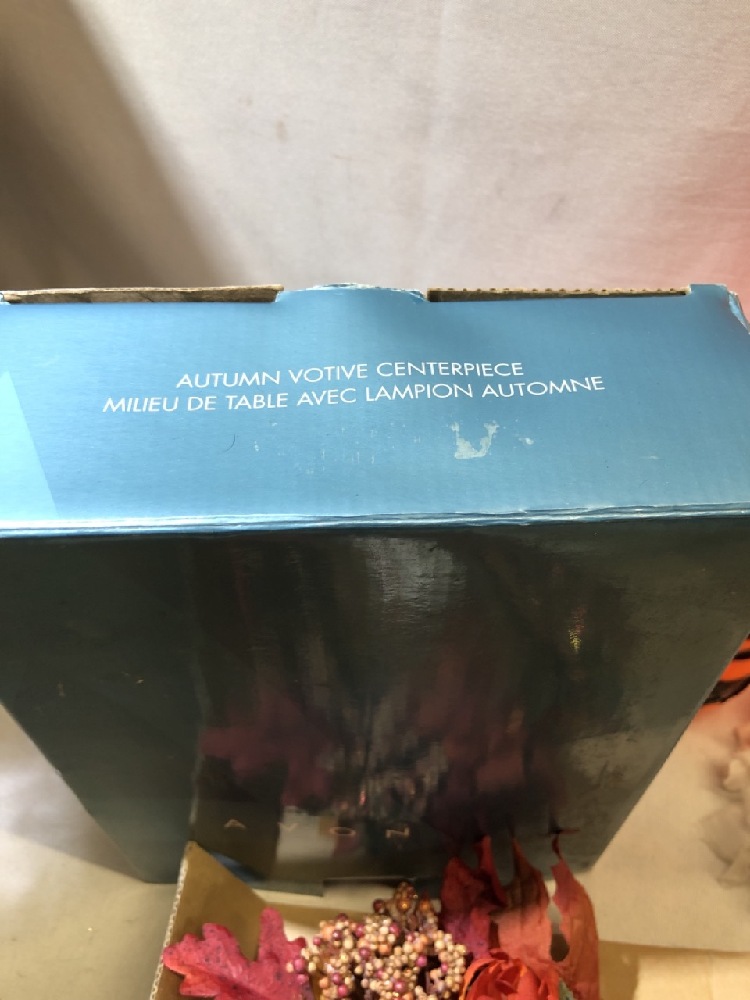 AUTUMN VOTIVE CENTERPIECE
MILIEU DE TABLE AVEC LAMPION AUTOMNE
AVON